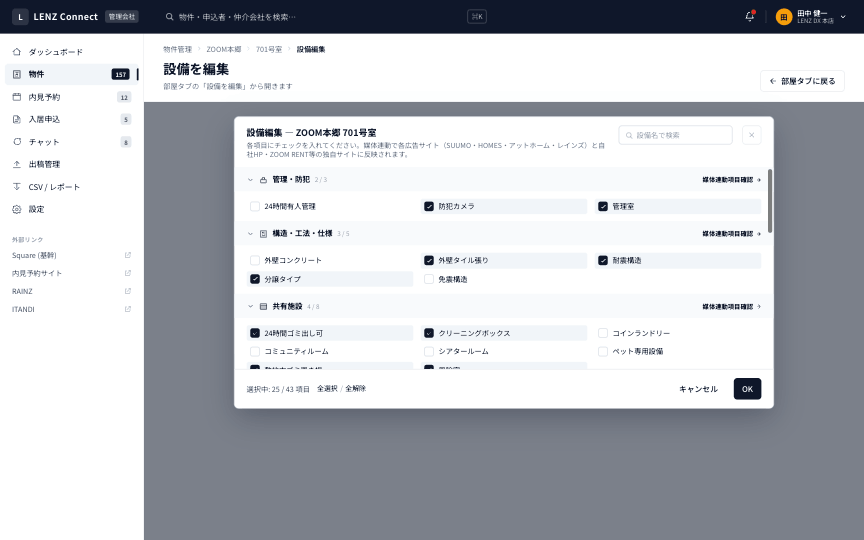 L LENZ Connect 管理会社
物件・申込者・仲介会社を検索…
⌘K
田 田中 健一
LENZ DX 本店
ダッシュボード
物件 157
内見予約 12
入居申込 5
チャット 8
出稿管理
CSV / レポート
設定
外部リンク
Square (基幹)
内見予約サイト
RAINZ
ITANDI
物件管理 ZOOM本郷 701号室 設備編集
設備を編集
部屋タブの「設備を編集」から開きます
← 部屋タブに戻る
設備編集 — ZOOM本郷 701号室
各項目にチェックを入れてください。媒体連動で各広告サイト（SUUMO・HOMES・アットホーム・レインズ）と自
社HP・ZOOM RENT等の独自サイトに反映されます。
設備名で検索
管理・防犯 2 / 3 媒体連動項目確認 →
24時間有人管理 防犯カメラ 管理室
構造・工法・仕様 3 / 5 媒体連動項目確認 →
外壁コンクリート 外壁タイル張り 耐震構造
分譲タイプ 免震構造
共有施設 4 / 8 媒体連動項目確認 →
24時間ゴミ出し可 クリーニングボックス コインランドリー
コミュニティルーム シアタールーム ペット専用設備
選択中: 25 / 43 項目 全選択 / 全解除
キャンセル OK